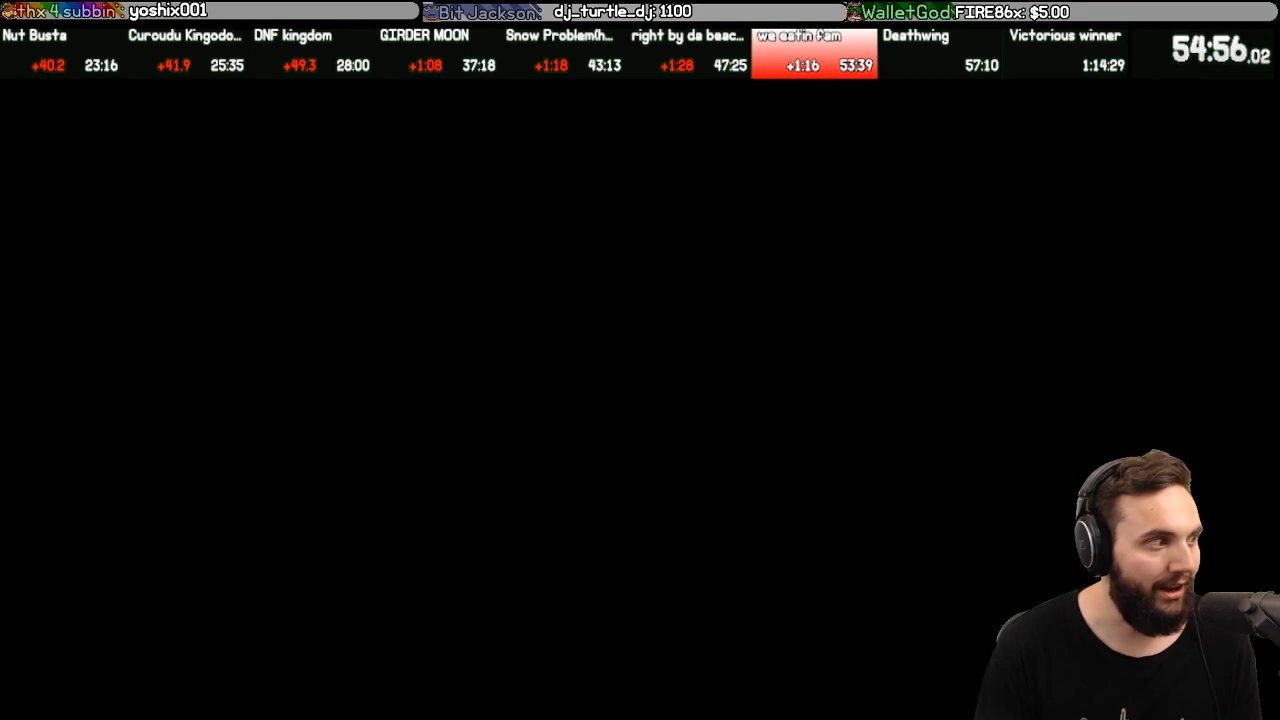 thx 4 subbin: yoshix001 Bit Jackson: dj_turtle_dj: 1100 WalletGod FIRE86x: $5.00
Nut Busta Curoudu Kingodo... DNF kingdom GIRDER MOON Snow Problem(h... right by da beac... we eatin fam Deathwing Victorious winner 54:56.02
+40.2 23:16 +41.9 25:35 +49.3 28:00 +1:08 37:18 +1:18 43:13 +1:28 47:25 +1:16 53:39 57:10 1:14:29